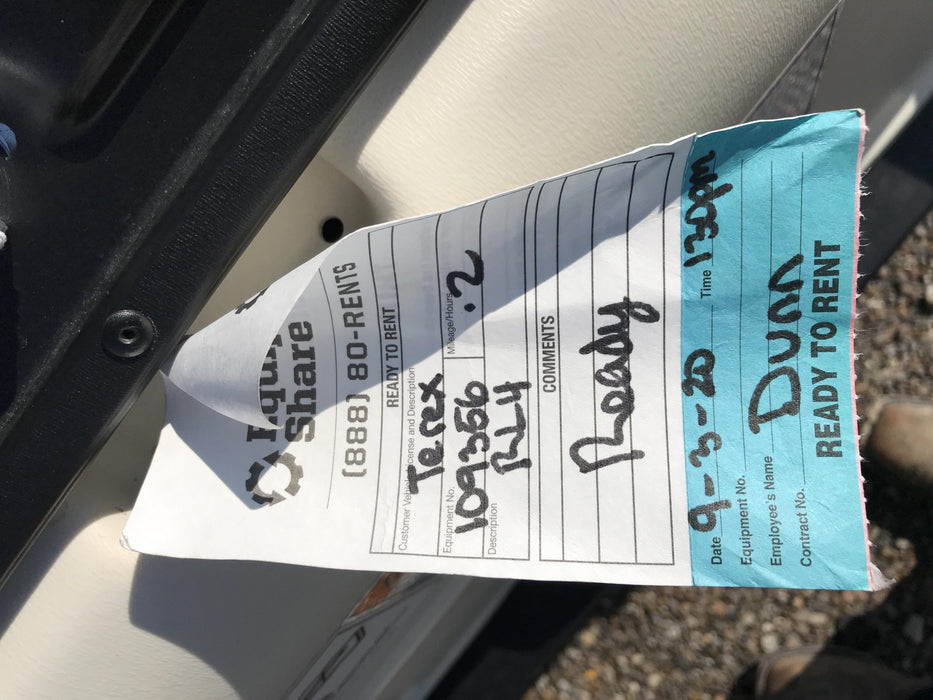 Equip
Share
(888) 80-RENTS
READY TO RENT
Customer Vehicle License and Description
Terex
Equipment No. 109356 Mileage/Hours .2
Description RL4
COMMENTS
Ready
Date 9-3-20 Time 130pm
Equipment No.
Employee's Name Dunn
Contract No.
READY TO RENT